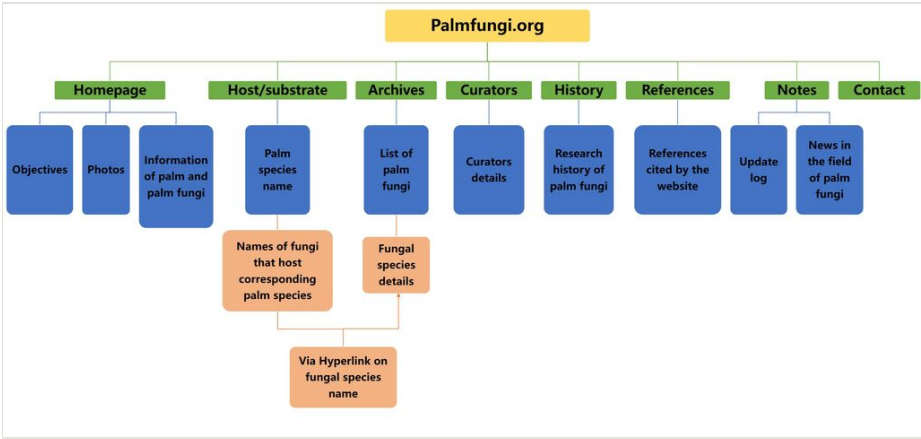 Palmfungi.org
Homepage
Host/substrate
Archives
Curators
History
References
Notes
Contact
Objectives
Photos
Information
of palm and
palm fungi
Palm
species
name
List of
palm
fungi
Curators
details
Research
history of
palm fungi
References
cited by the
website
Update
log
News in
the field
of palm
fungi
Names of fungi
that host
corresponding
palm species
Fungal
species
details
Via Hyperlink on
fungal species
name